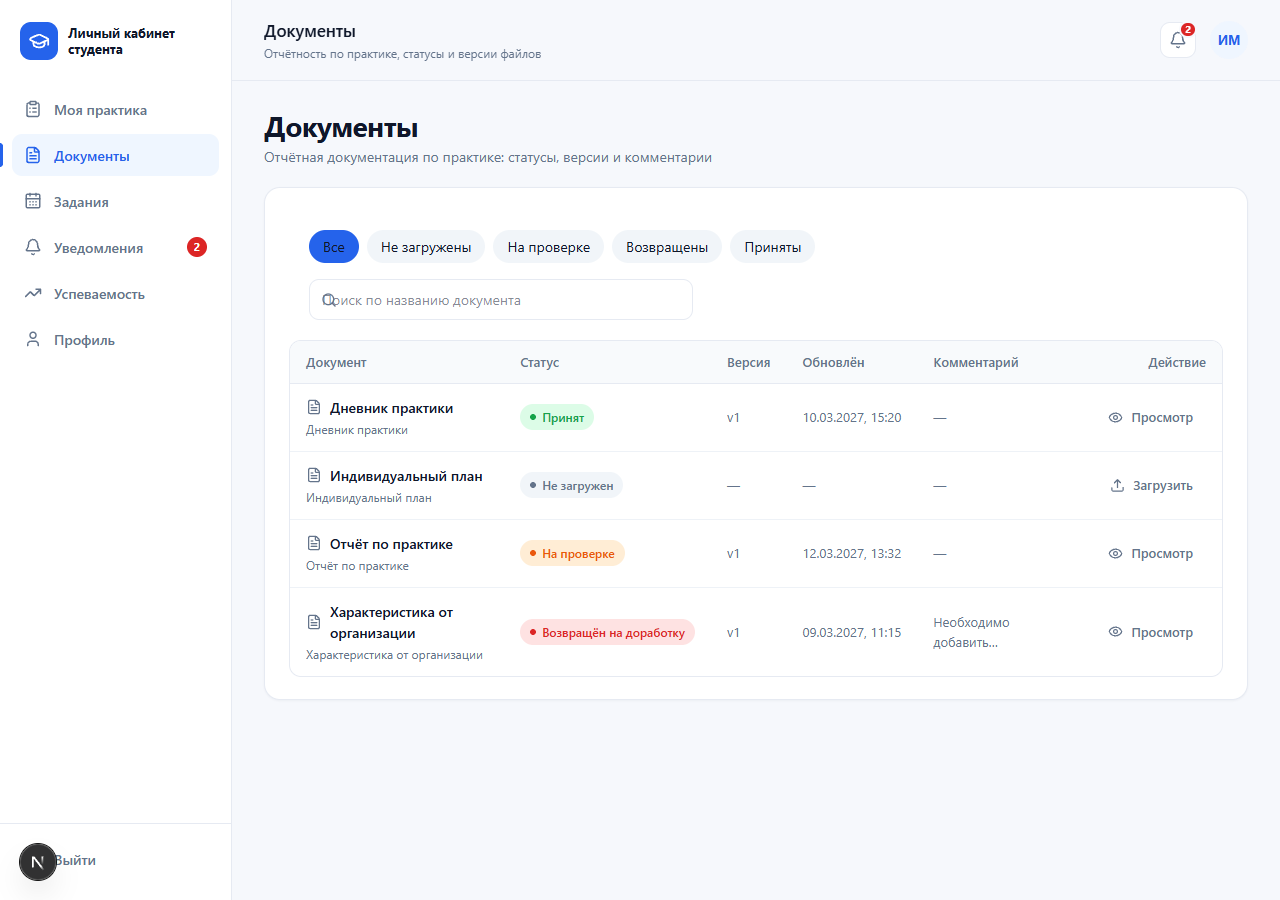 Личный кабинет
студента
Моя практика
Документы
Задания
Уведомления 2
Успеваемость
Профиль
N Выйти
Документы
Отчётность по практике, статусы и версии файлов
2
ИМ
Документы
Отчётная документация по практике: статусы, версии и комментарии
Все Не загружены На проверке Возвращены Приняты
Поиск по названию документа
Документ Статус Версия Обновлён Комментарий Действие
Дневник практики
Дневник практики
Принят v1 10.03.2027, 15:20 — Просмотр
Индивидуальный план
Индивидуальный план
Не загружен — — — Загрузить
Отчёт по практике
Отчёт по практике
На проверке v1 12.03.2027, 13:32 — Просмотр
Характеристика от
организации
Характеристика от организации
Возвращён на доработку v1 09.03.2027, 11:15
Необходимо
добавить...
Просмотр